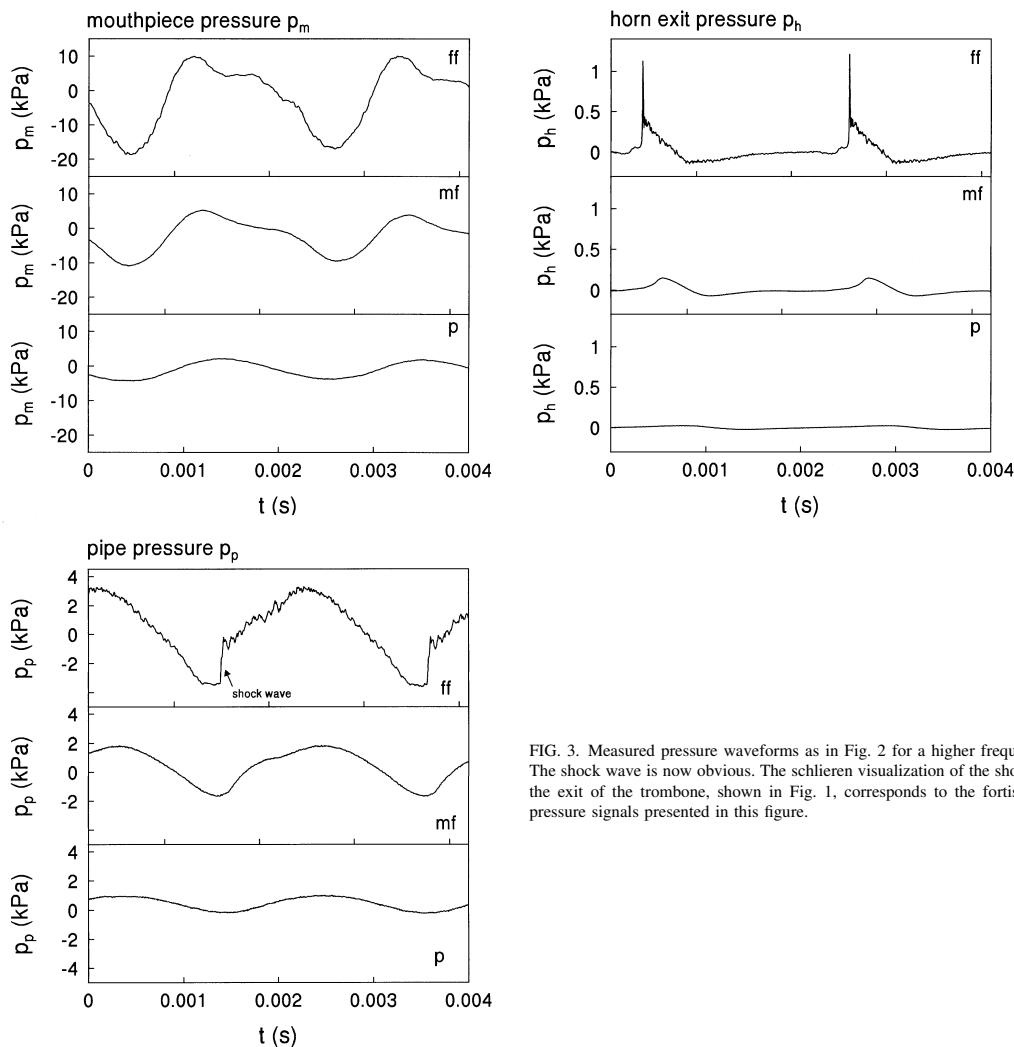 mouthpiece pressure pm
10
0
-10
-20
pm (kPa)
ff
10
0
-10
-20
pm (kPa)
mf
10
0
-10
-20
pm (kPa)
p
0
0.001
0.002
0.003
0.004
t (s)
horn exit pressure ph
1
0.5
0
ph (kPa)
ff
1
0.5
0
ph (kPa)
mf
1
0.5
0
ph (kPa)
p
0
0.001
0.002
0.003
0.004
t (s)
pipe pressure pp
4
2
0
-2
pp (kPa)
shock wave
ff
4
2
0
-2
pp (kPa)
mf
4
2
0
-2
-4
pp (kPa)
p
0
0.001
0.002
0.003
0.004
t (s)
FIG. 3. Measured pressure waveforms as in Fig. 2 for a higher frequ
The shock wave is now obvious. The schlieren visualization of the sho
the exit of the trombone, shown in Fig. 1, corresponds to the fortis
pressure signals presented in this figure.